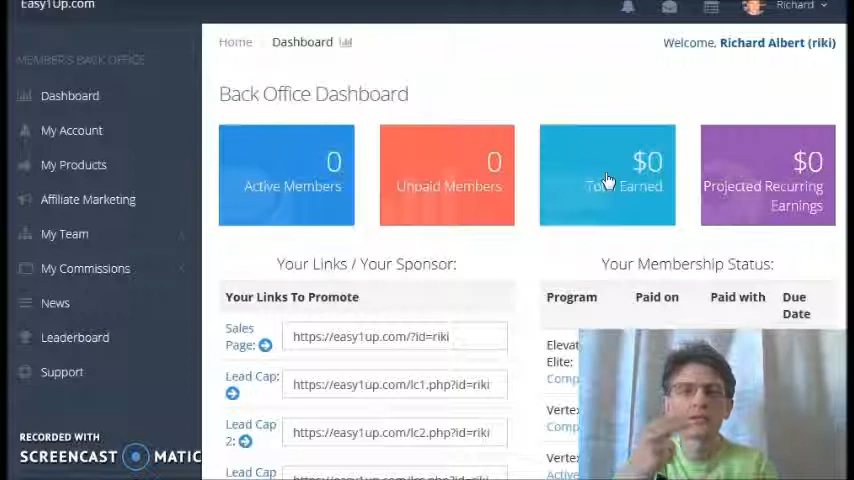 Easy1Up.com
Richard
MEMBER'S BACK OFFICE
Dashboard
My Account
My Products
Affiliate Marketing
My Team
My Commissions
News
Leaderboard
Support
RECORDED WITH
SCREENCAST MATIC
Home Dashboard
Welcome, Richard Albert (riki)
Back Office Dashboard
0
Active Members
0
Unpaid Members
$0
Earned
$0
Projected Recurring
Earnings
Your Links / Your Sponsor:
Your Links To Promote
Sales
Page:
https://easy1up.com/?id=riki
Lead Cap:
https://easy1up.com/lc1.php?id=riki
Lead Cap
2:
https://easy1up.com/lc2.php?id=riki
Lead Cap
Your Membership Status:
Program Paid on Paid with Due
Date
Elite: